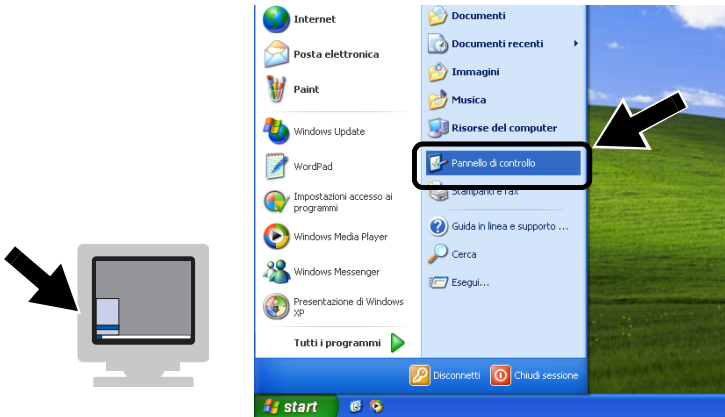 Internet
Posta elettronica
Paint
Windows Update
WordPad
Impostazioni accesso ai
programmi
Windows Media Player
Windows Messenger
Presentazione di Windows
XP
Tutti i programmi
Documenti
Documenti recenti
Immagini
Musica
Risorse del computer
Pannello di controllo
Stampanti e fax
Guida in linea e supporto ...
Cerca
Esegui...
Disconnetti
Chiudi sessione
start